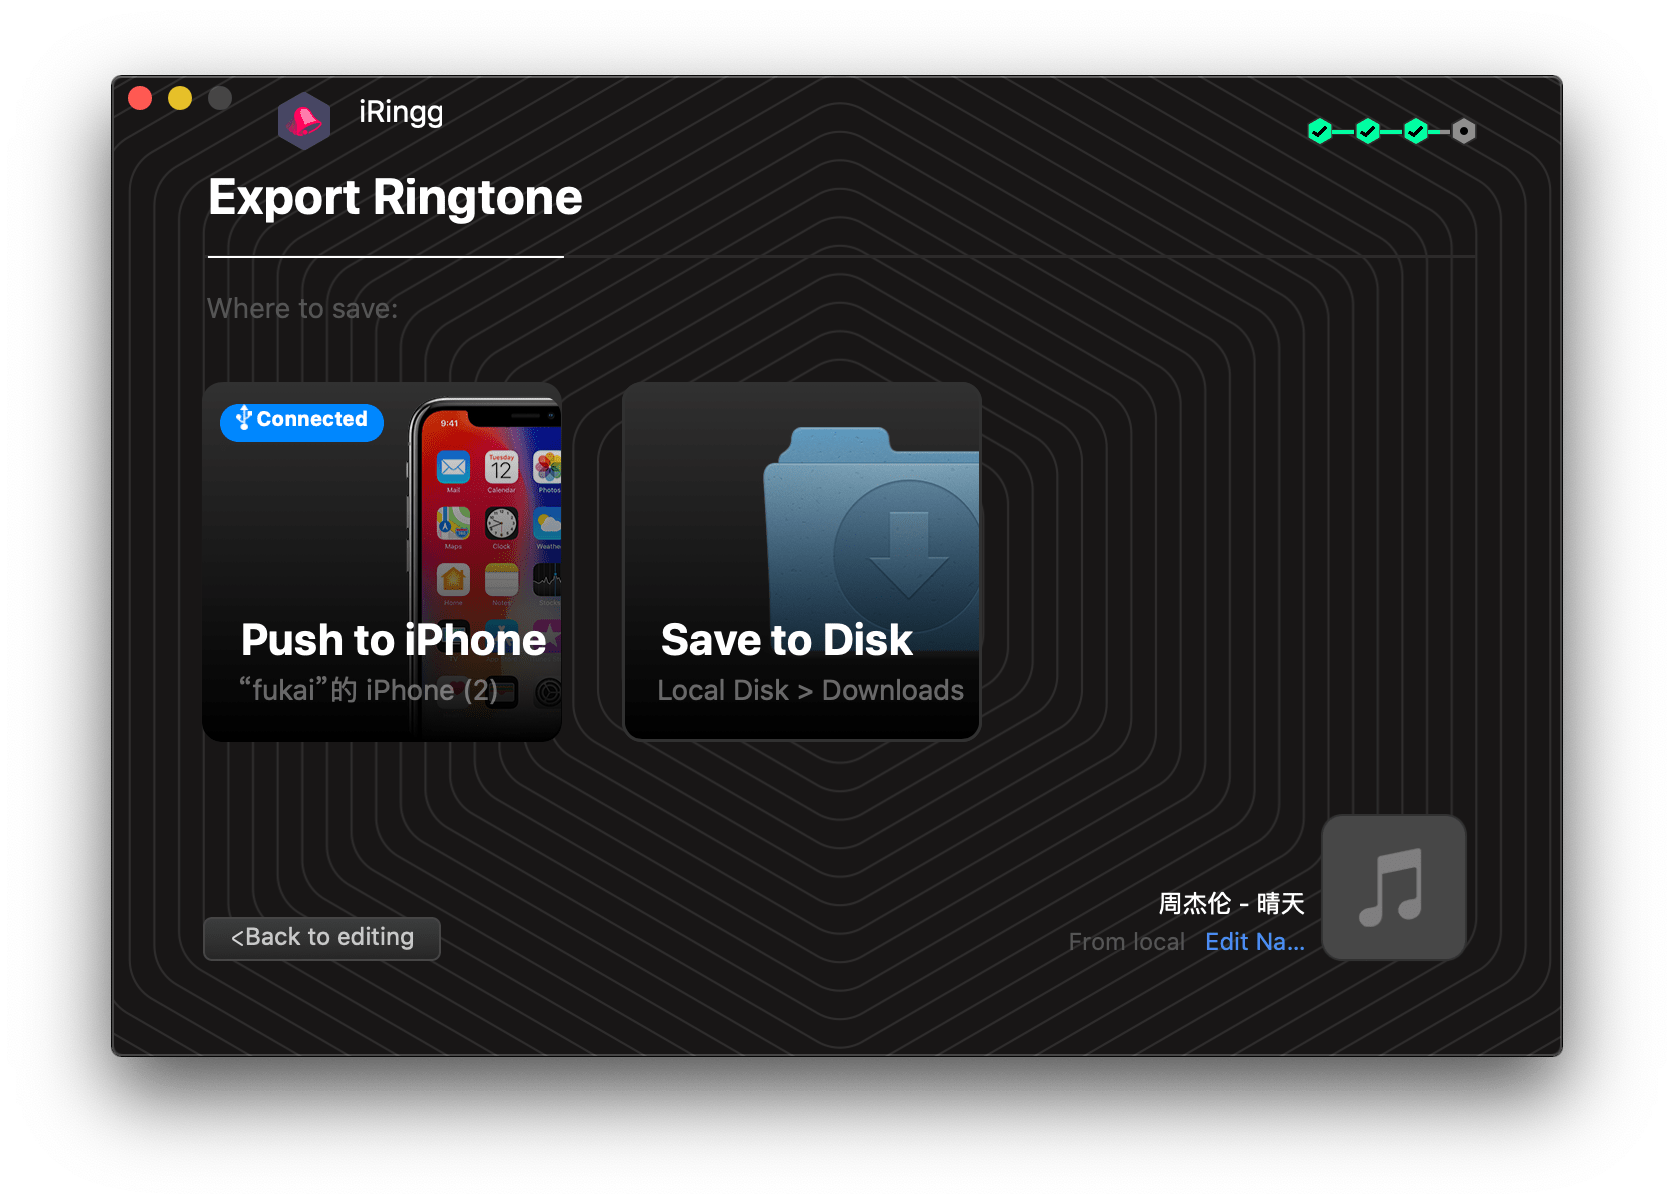 iRingg
Export Ringtone
Where to save:
Connected
9:41
Tuesday
12
Mail
Calendar
Photos
Maps
Clock
Home
Notes
Push to iPhone
“fukai”的 iPhone (2)
Save to Disk
Local Disk > Downloads
<Back to editing
周杰伦 - 晴天
From local Edit Na...